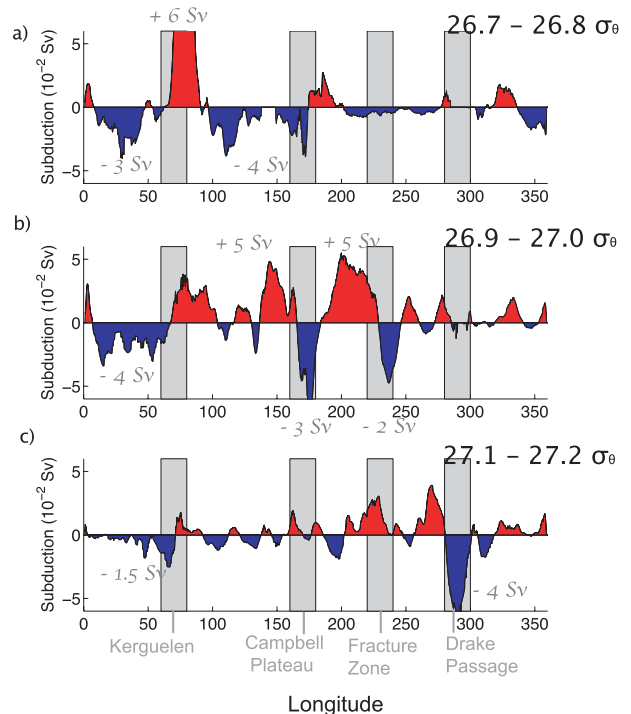 + 6 Sv
a)
26.7 – 26.8 σθ
Subduction (10⁻² Sv)
5
0
−5
- 3 Sv
- 4 Sv
0 50 100 150 200 250 300 350
b)
26.9 – 27.0 σθ
+ 5 Sv
+ 5 Sv
Subduction (10⁻² Sv)
5
0
−5
- 4 Sv
0 50 100 150 200 250 300 350
- 3 Sv
- 2 Sv
c)
27.1 – 27.2 σθ
Subduction (10⁻² Sv)
5
0
−5
- 1.5 Sv
- 4 Sv
0 50 100 150 200 250 300 350
Kerguelen
Campbell
Plateau
Fracture
Zone
Drake
Passage
Longitude